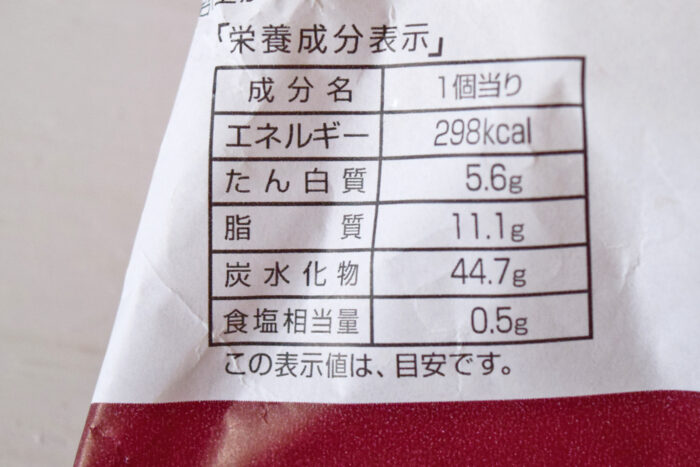 「栄養成分表示」
成分名 1個当り
エネルギー 298kcal
たん白質 5.6g
脂質 11.1g
炭水化物 44.7g
食塩相当量 0.5g
この表示値は、目安です。